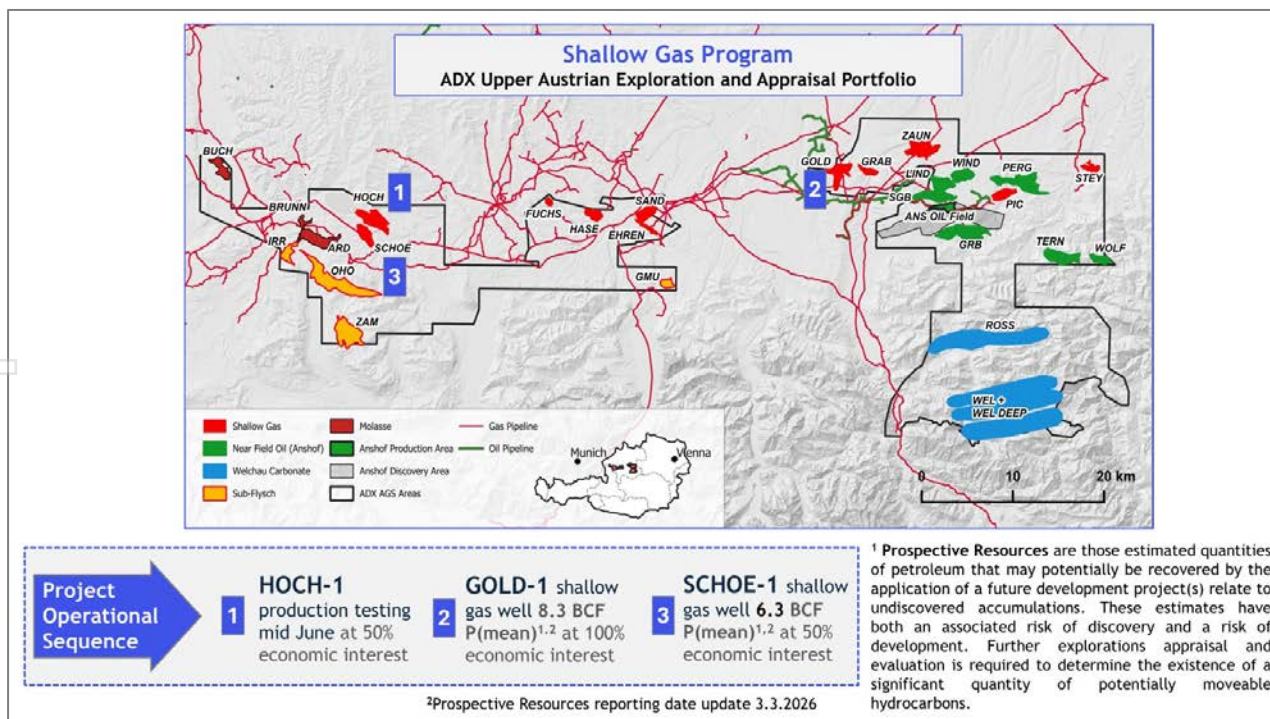 Shallow Gas Program
ADX Upper Austrian Exploration and Appraisal Portfolio
BUCH
BRUNN
HOCH
1
IRR
ARD
SCHOE
OHO
3
ZAM
FUCHS
HASE
SAND
EHREN
GMU
GOLD
2
GRAB
ZAUN
LIND
WIND
PERG
STEY
SGB
PIC
ANS OIL Field
GRB
TERN
WOLF
ROSS
WEL +
WEL DEEP
0 10 20 km
Shallow Gas
Near Field Oil (Anshof)
Welchau Carbonate
Sub-Flysch
Molasse
Anshof Production Area
Anshof Discovery Area
ADX AGS Areas
Gas Pipeline
Oil Pipeline
Munich
Vienna
Project
Operational
Sequence
1
HOCH-1
production testing
mid June at 50%
economic interest
2
GOLD-1 shallow
gas well 8.3 BCF
P(mean)1,2 at 100%
economic interest
3
SCHOE-1 shallow
gas well 6.3 BCF
P(mean)1,2 at 50%
economic interest
1 Prospective Resources are those estimated quantities
of petroleum that may potentially be recovered by the
application of a future development project(s) relate to
undiscovered accumulations. These estimates have
both an associated risk of discovery and a risk of
development. Further explorations appraisal and
evaluation is required to determine the existence of a
significant quantity of potentially moveable
hydrocarbons.
2Prospective Resources reporting date update 3.3.2026